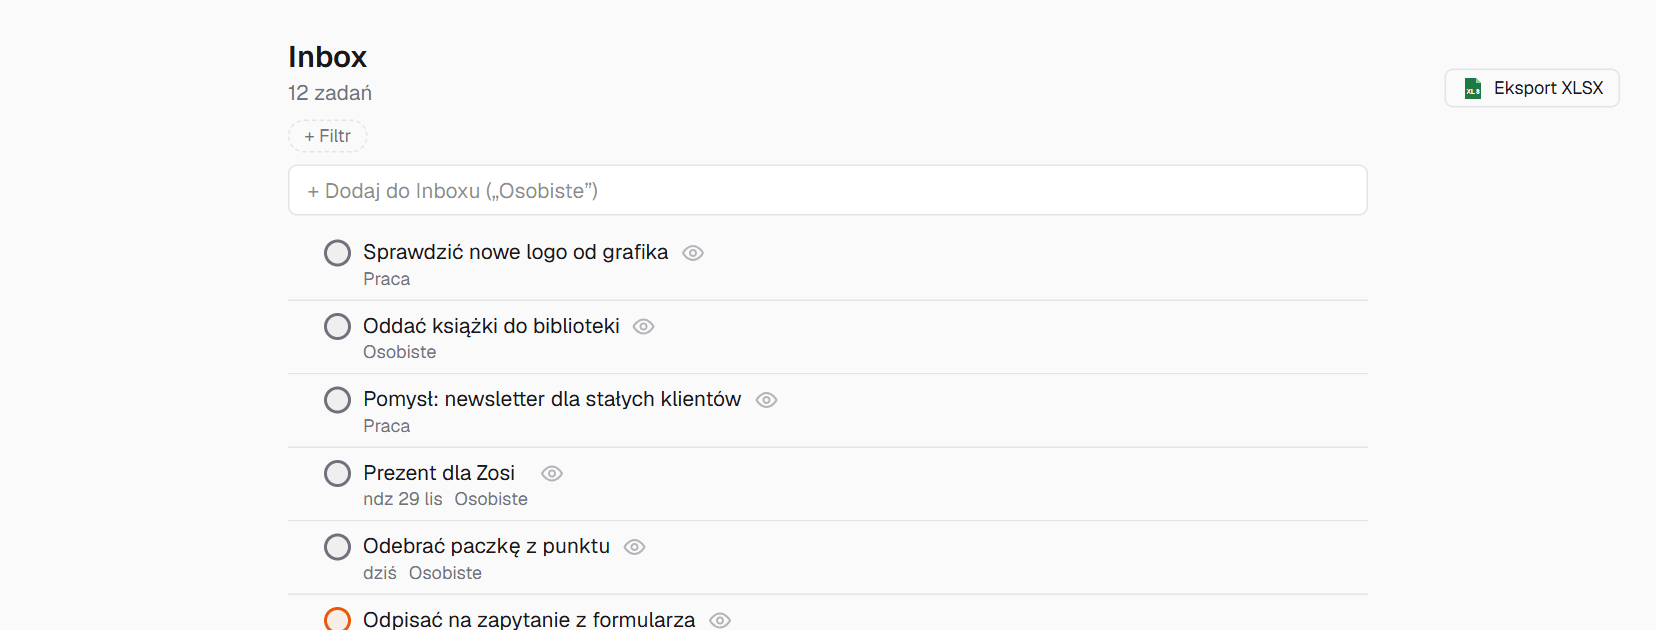 Inbox
12 zadań
Eksport XLSX
+ Filtr
+ Dodaj do Inboxu („Osobiste”)
Sprawdzić nowe logo od grafika
Praca
Oddać książki do biblioteki
Osobiste
Pomysł: newsletter dla stałych klientów
Praca
Prezent dla Zosi
ndz 29 lis Osobiste
Odebrać paczkę z punktu
dziś Osobiste
Odpisać na zapytanie z formularza